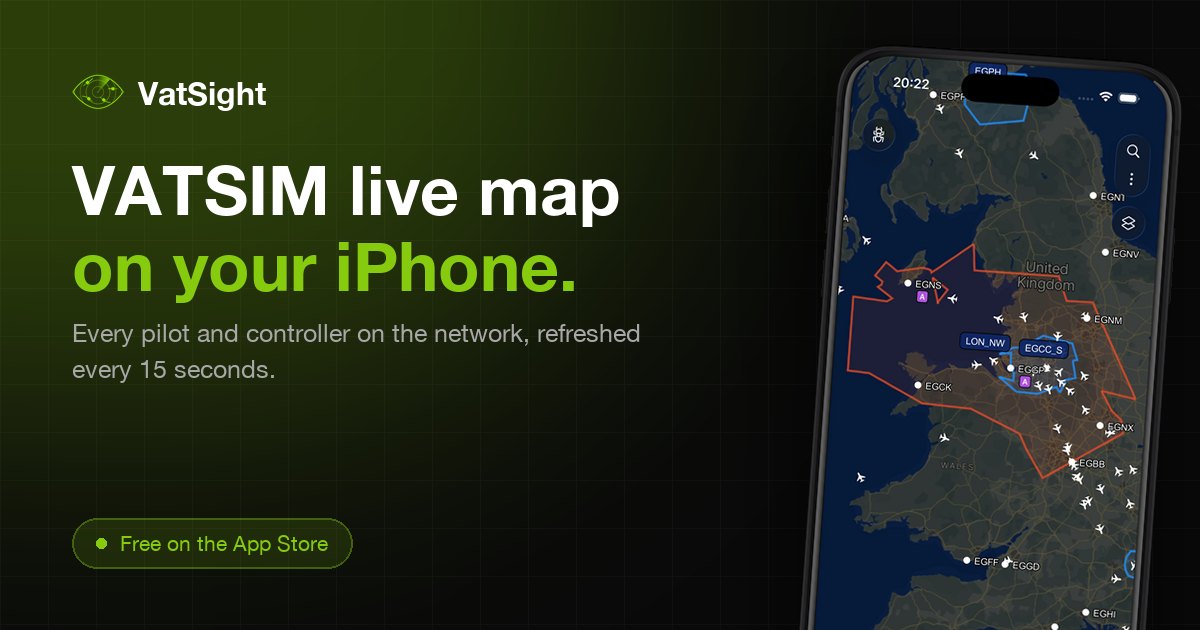 VatSight
VATSIM live map
on your iPhone.
Every pilot and controller on the network, refreshed
every 15 seconds.
Free on the App Store
20:22
EGPH
EGNT
EGNV
United
Kingdom
EGNS
A
EGNM
LON_NW
EGCC_S
A
EGCK
EGNX
EGBB
WALES
EGFF
EGGD
EGHI